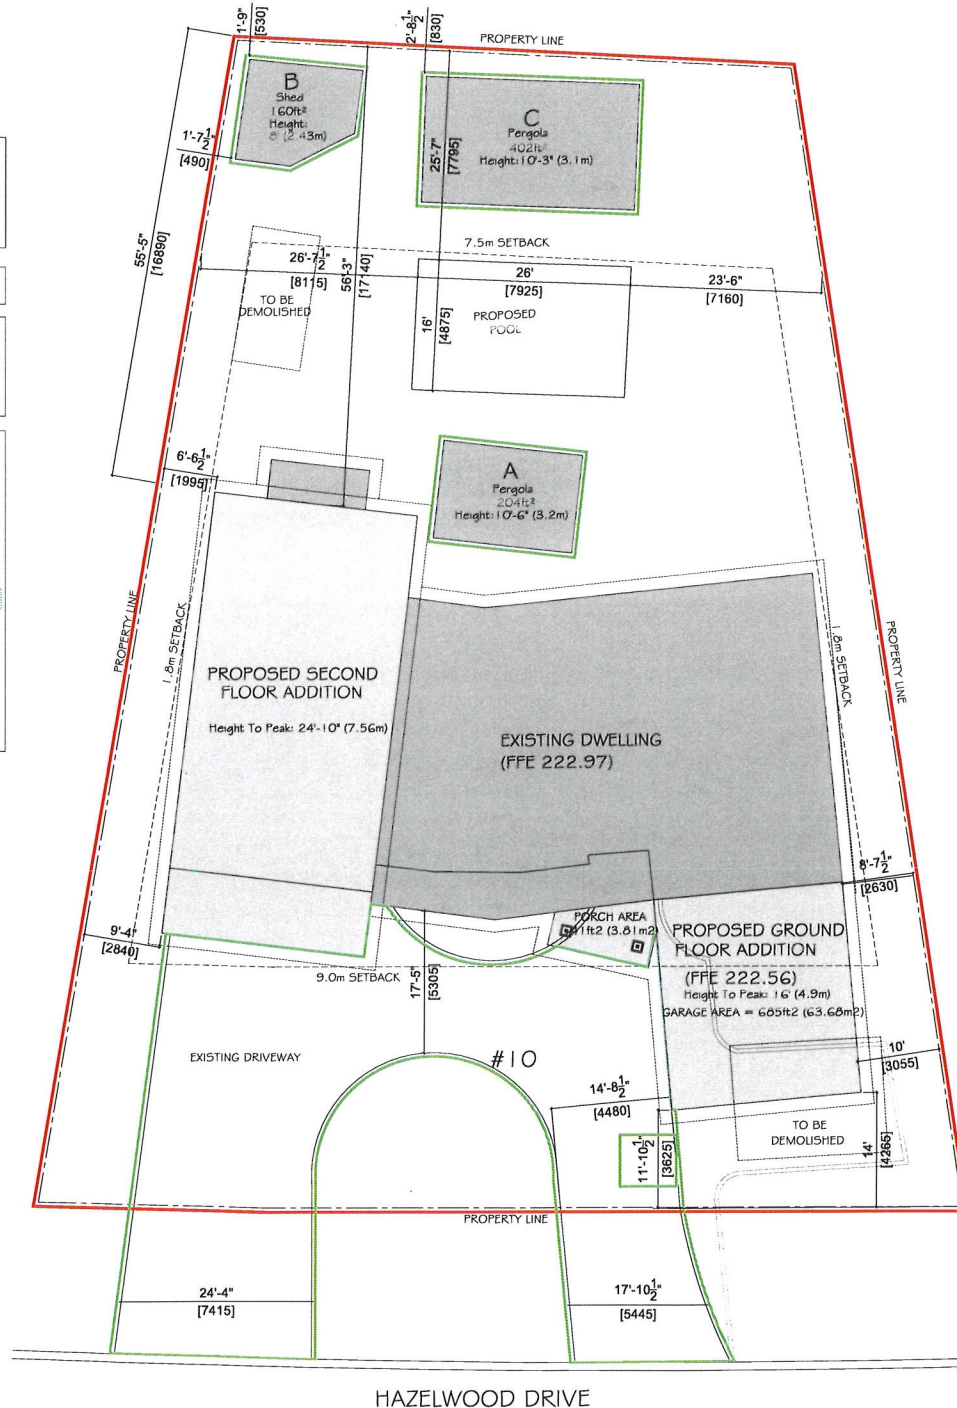 1'-9"
[530]
2'-8½"
[830]
PROPERTY LINE
B
Shed
160ft²
Height:
8' (2.43m)
C
Pergola
402ft²
Height:10'-3" (3.1m)
1'-7½"
[490]
25'-7"
[7795]
55'-5"
[16890]
7.5m SETBACK
26'-7½"
[8115]
56'-3"
[17140]
26'
[7925]
23'-6"
[7160]
TO BE
DEMOLISHED
16'
[4875]
PROPOSED
POOL
6'-6½"
[1995]
A
Pergola
204ft²
Height:10'-6" (3.2m)
PROPERTY LINE
1.8m SETBACK
1.8m SETBACK
PROPERTY LINE
PROPOSED SECOND
FLOOR ADDITION
Height To Peak: 24'-10" (7.56m)
EXISTING DWELLING
(FFE 222.97)
8'-7½"
[2630]
9'-4"
[2840]
PORCH AREA
1ft2 (3.81m2
PROPOSED GROUND
FLOOR ADDITION
(FFE 222.56)
Height To Peak: 16' (4.9m)
GARAGE AREA = 685ft2 (63.68m2)
9.0m SETBACK
17'-5"
[5305]
EXISTING DRIVEWAY
#10
10'
[3055]
14'-8½"
[4480]
11'-10½"
[3625]
TO BE
DEMOLISHED
14'
[4265]
PROPERTY LINE
24'-4"
[7415]
17'-10½"
[5445]
HAZELWOOD DRIVE